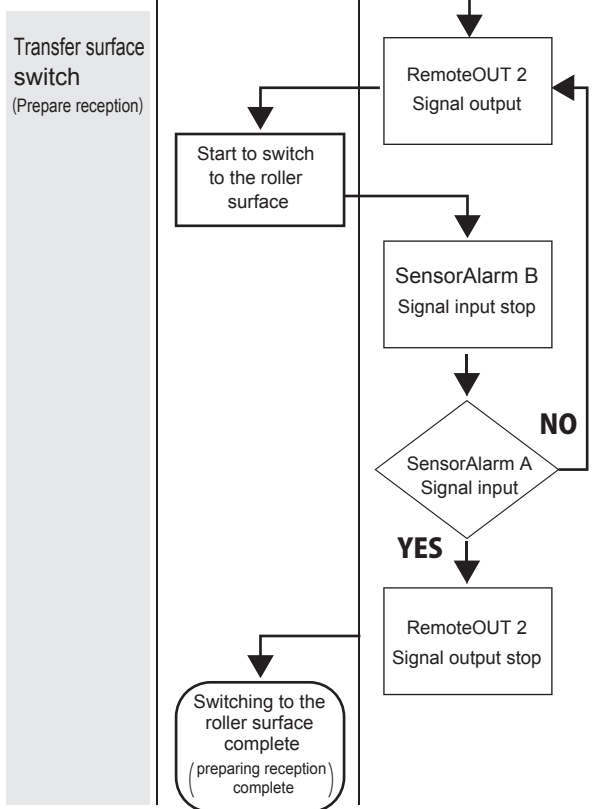 Transfer surface
switch
(Prepare reception)
RemoteOUT 2
Signal output
Start to switch
to the roller
surface
SensorAlarm B
Signal input stop
NO
SensorAlarm A
Signal input
YES
RemoteOUT 2
Signal output stop
Switching to the
roller surface
complete
(preparing reception
complete)